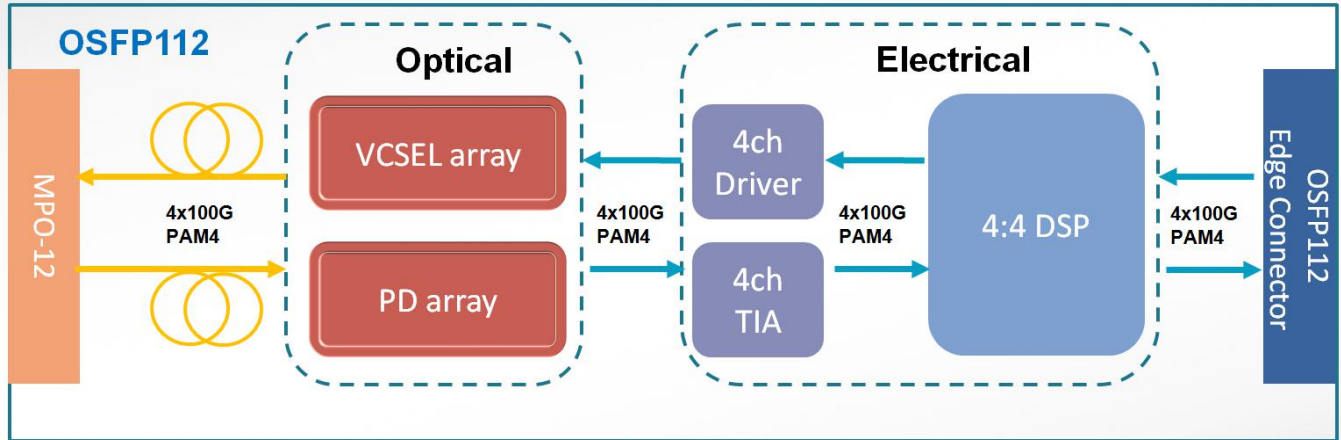 OSFP112
Optical
Electrical
MPO-12
4x100G
PAM4
VCSEL array
PD array
4x100G
PAM4
4ch
Driver
4ch
TIA
4x100G
PAM4
4:4 DSP
4x100G
PAM4
OSFP112
Edge Connector